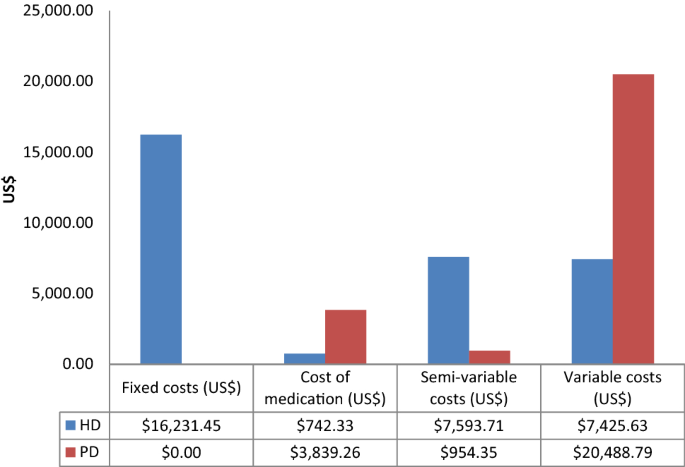 25,000.00
20,000.00
15,000.00
10,000.00
5,000.00
0.00
US$
Fixed costs (US$)
Cost of
medication (US$)
Semi-variable
costs (US$)
Variable costs
(US$)
HD $16,231.45 $742.33 $7,593.71 $7,425.63
PD $0.00 $3,839.26 $954.35 $20,488.79